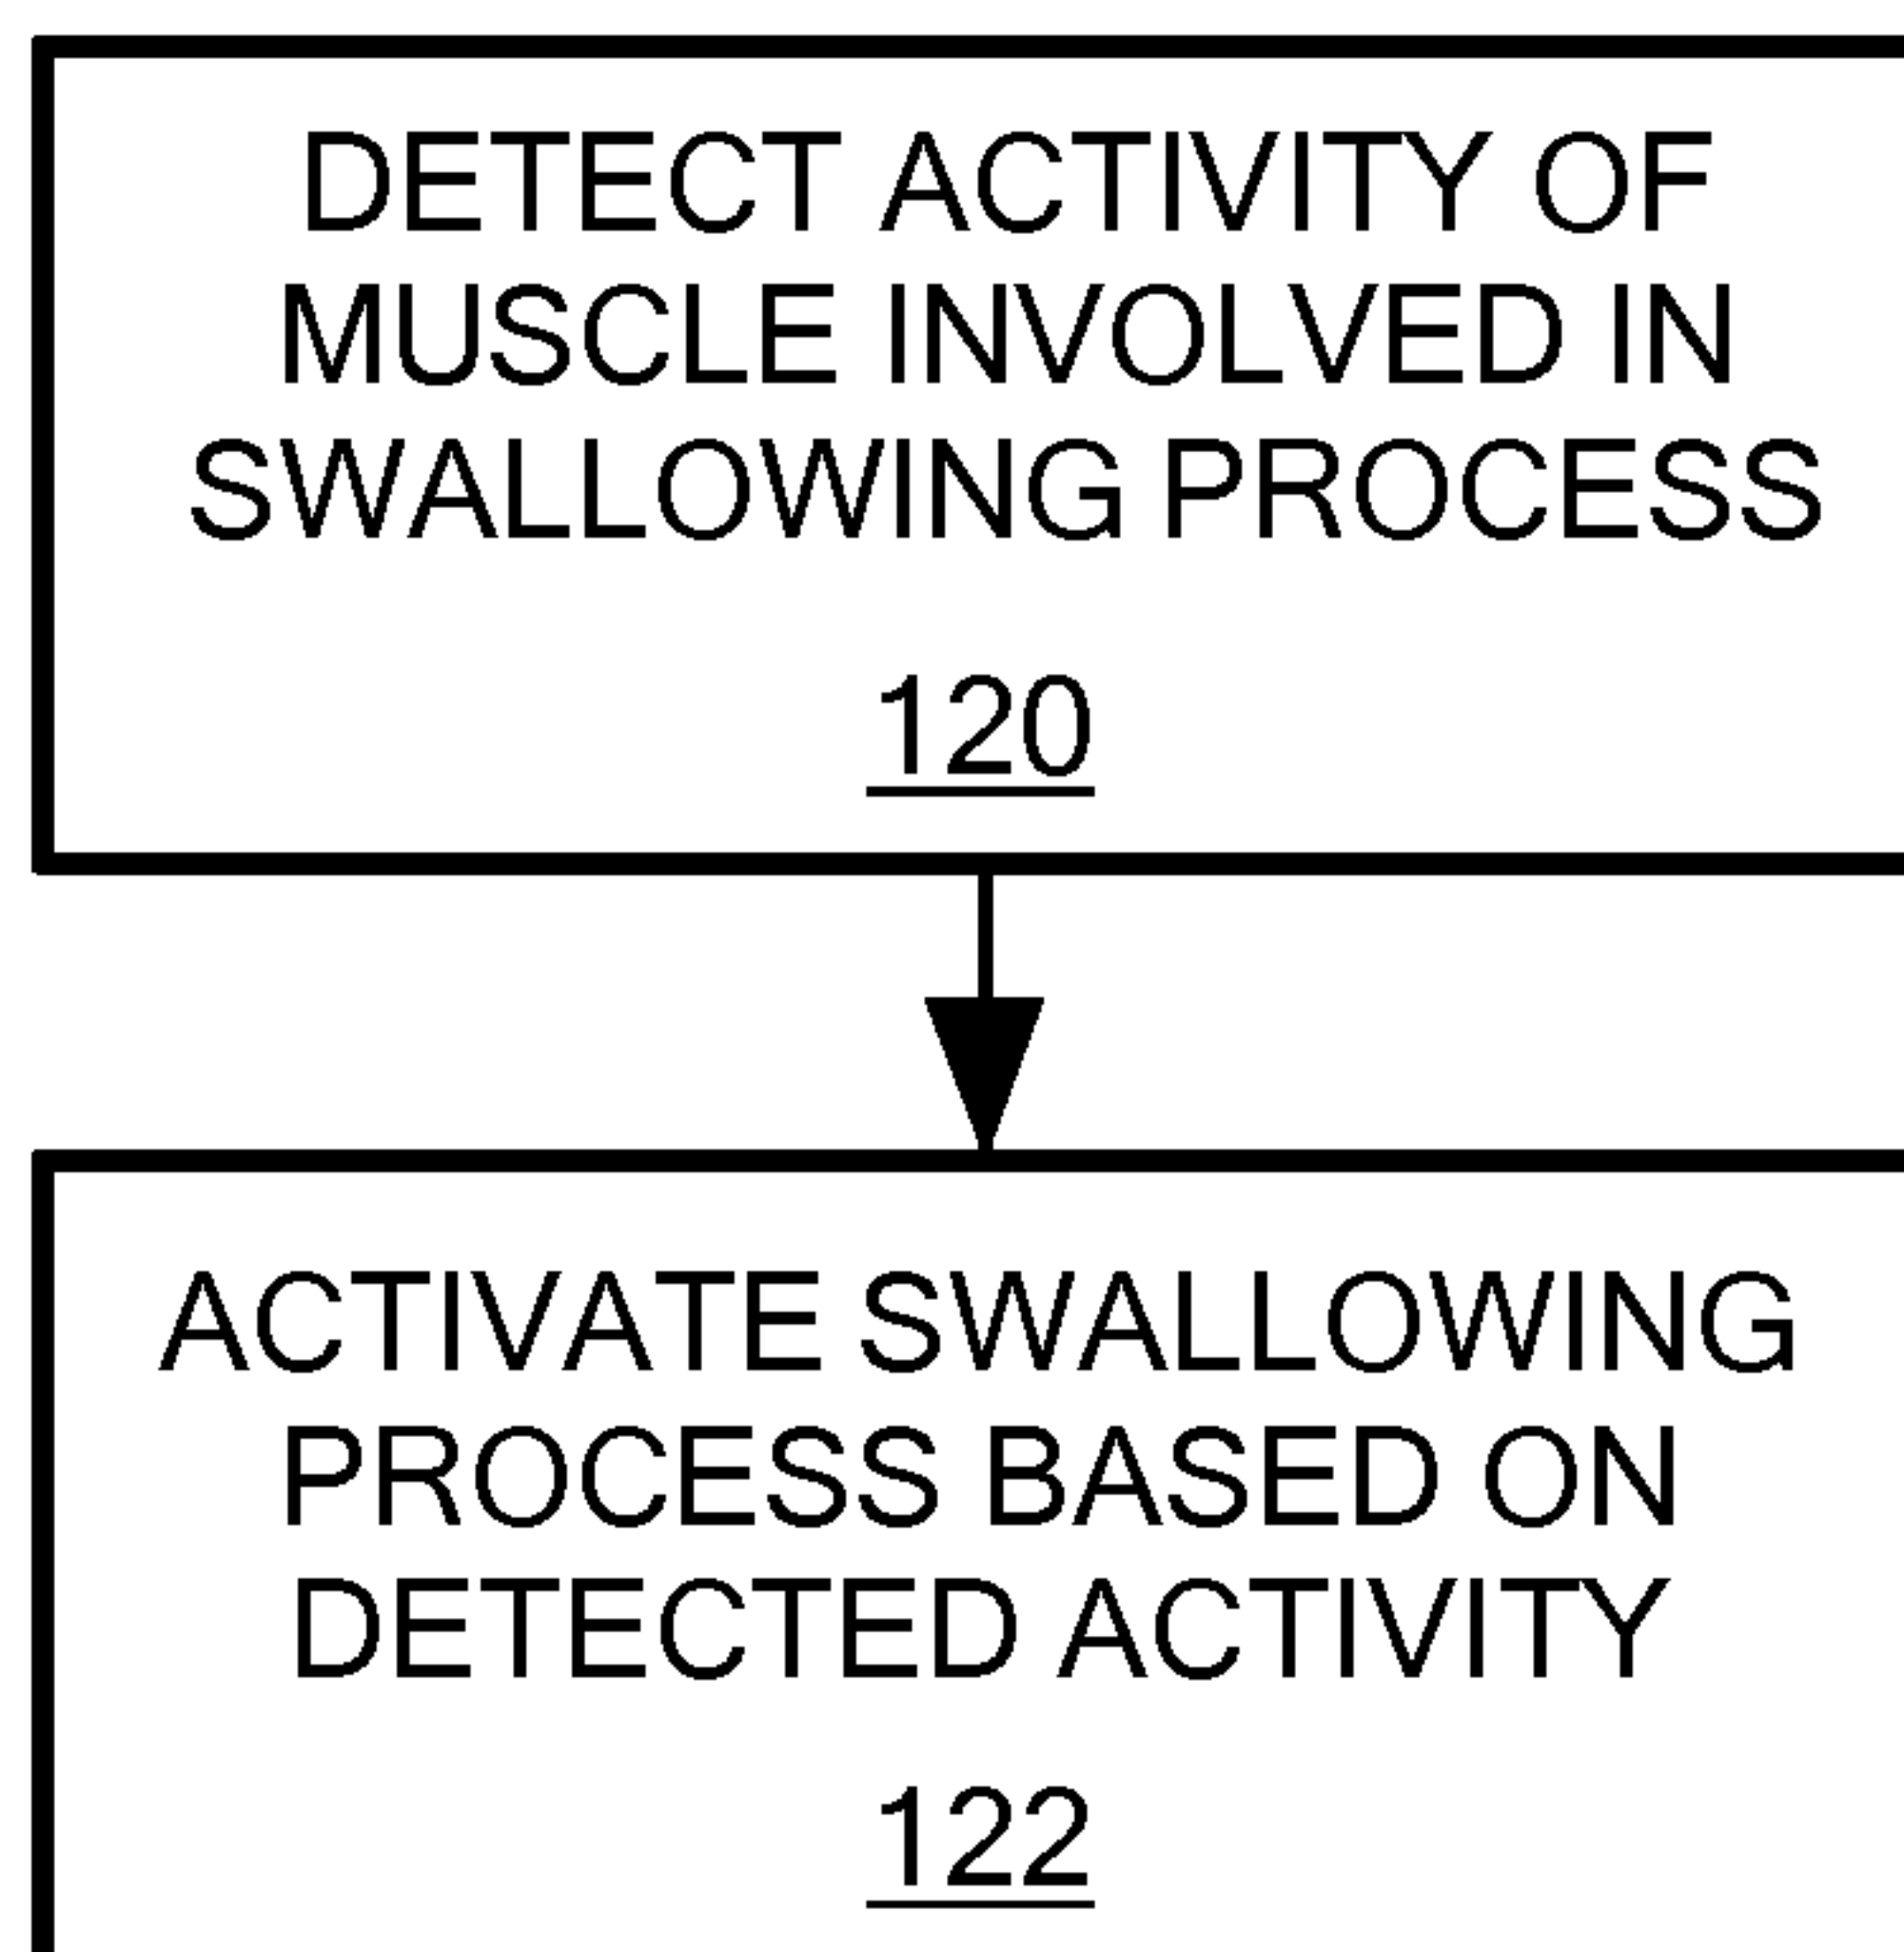 DETECT ACTIVITY OF
MUSCLE INVOLVED IN
SWALLOWING PROCESS
120
ACTIVATE SWALLOWING
PROCESS BASED ON
DETECTED ACTIVITY
122